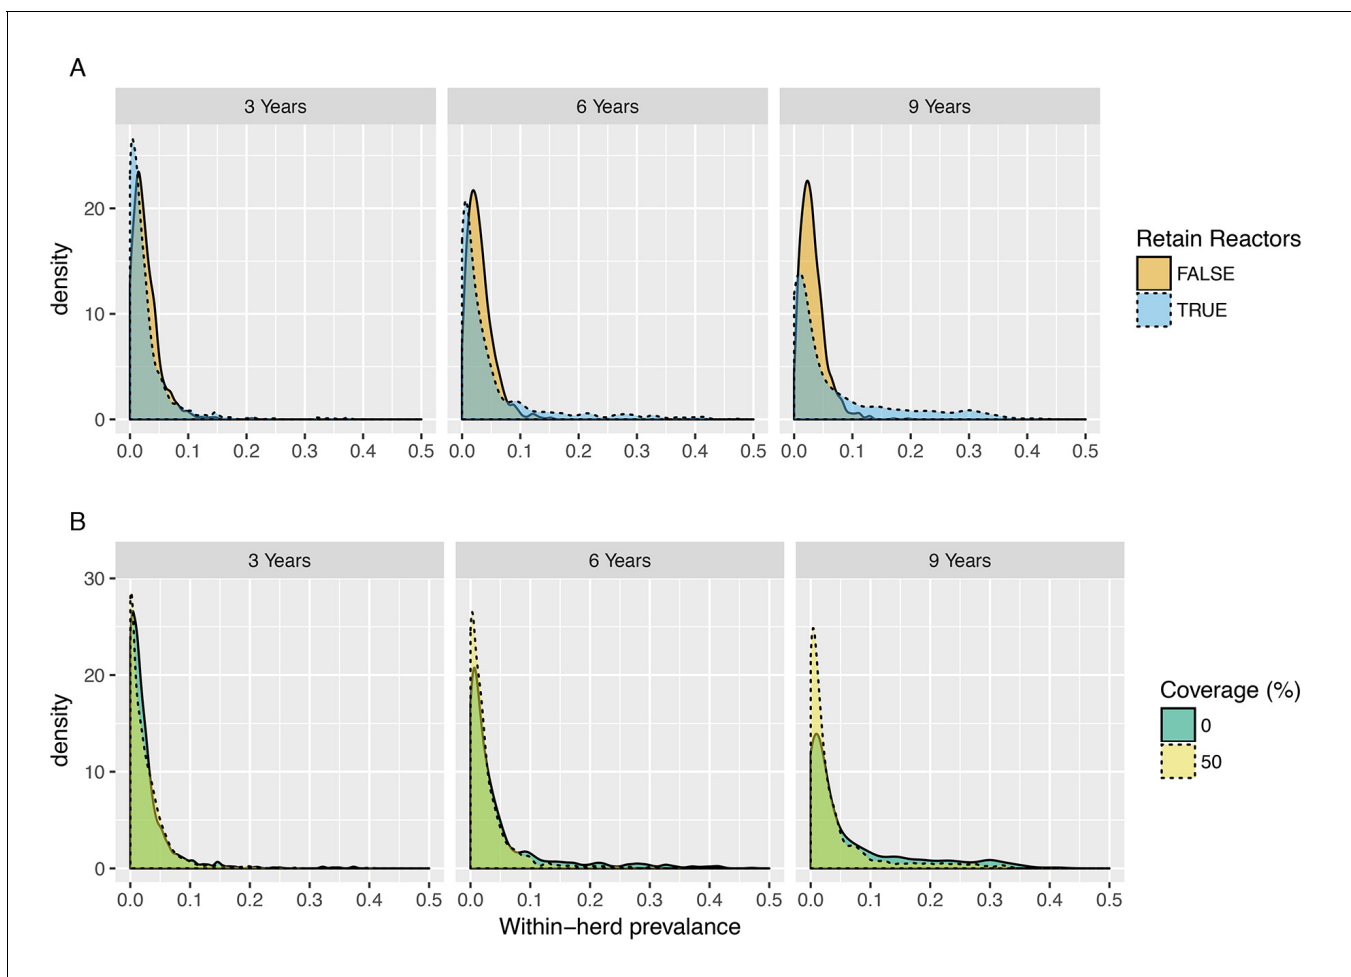 A
3 Years 6 Years 9 Years
20
10
0
density
0.0 0.1 0.2 0.3 0.4 0.5 0.0 0.1 0.2 0.3 0.4 0.5 0.0 0.1 0.2 0.3 0.4 0.5
Retain Reactors
FALSE
TRUE
B
3 Years 6 Years 9 Years
30
20
10
0
density
0.0 0.1 0.2 0.3 0.4 0.5 0.0 0.1 0.2 0.3 0.4 0.5 0.0 0.1 0.2 0.3 0.4 0.5
Within−herd prevalance
Coverage (%)
0
50